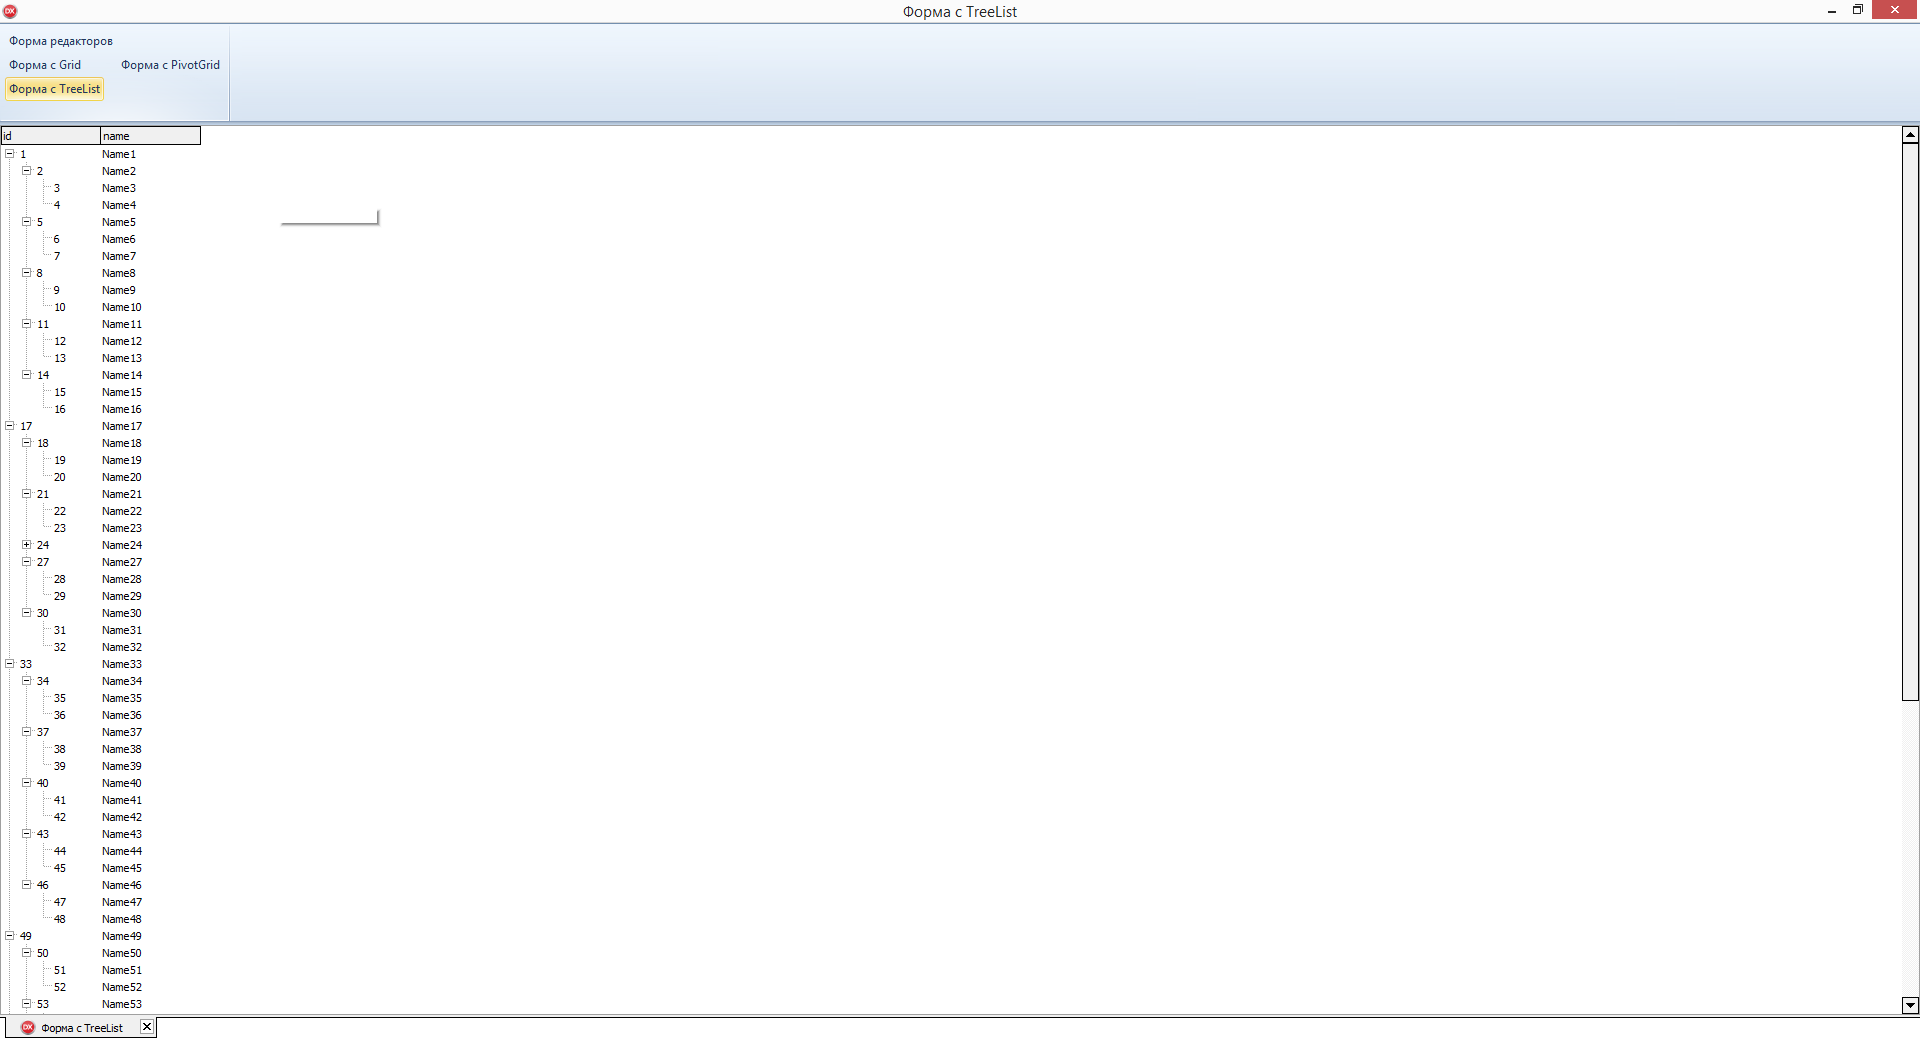 Форма с TreeList
Форма редакторов
Форма с Grid Форма с PivotGrid
Форма с TreeList
id name
1 Name1
2 Name2
3 Name3
4 Name4
5 Name5
6 Name6
7 Name7
8 Name8
9 Name9
10 Name10
11 Name11
12 Name12
13 Name13
14 Name14
15 Name15
16 Name16
17 Name17
18 Name18
19 Name19
20 Name20
21 Name21
22 Name22
23 Name23
24 Name24
27 Name27
28 Name28
29 Name29
30 Name30
31 Name31
32 Name32
33 Name33
34 Name34
35 Name35
36 Name36
37 Name37
38 Name38
39 Name39
40 Name40
41 Name41
42 Name42
43 Name43
44 Name44
45 Name45
46 Name46
47 Name47
48 Name48
49 Name49
50 Name50
51 Name51
52 Name52
53 Name53
DX Форма с TreeList